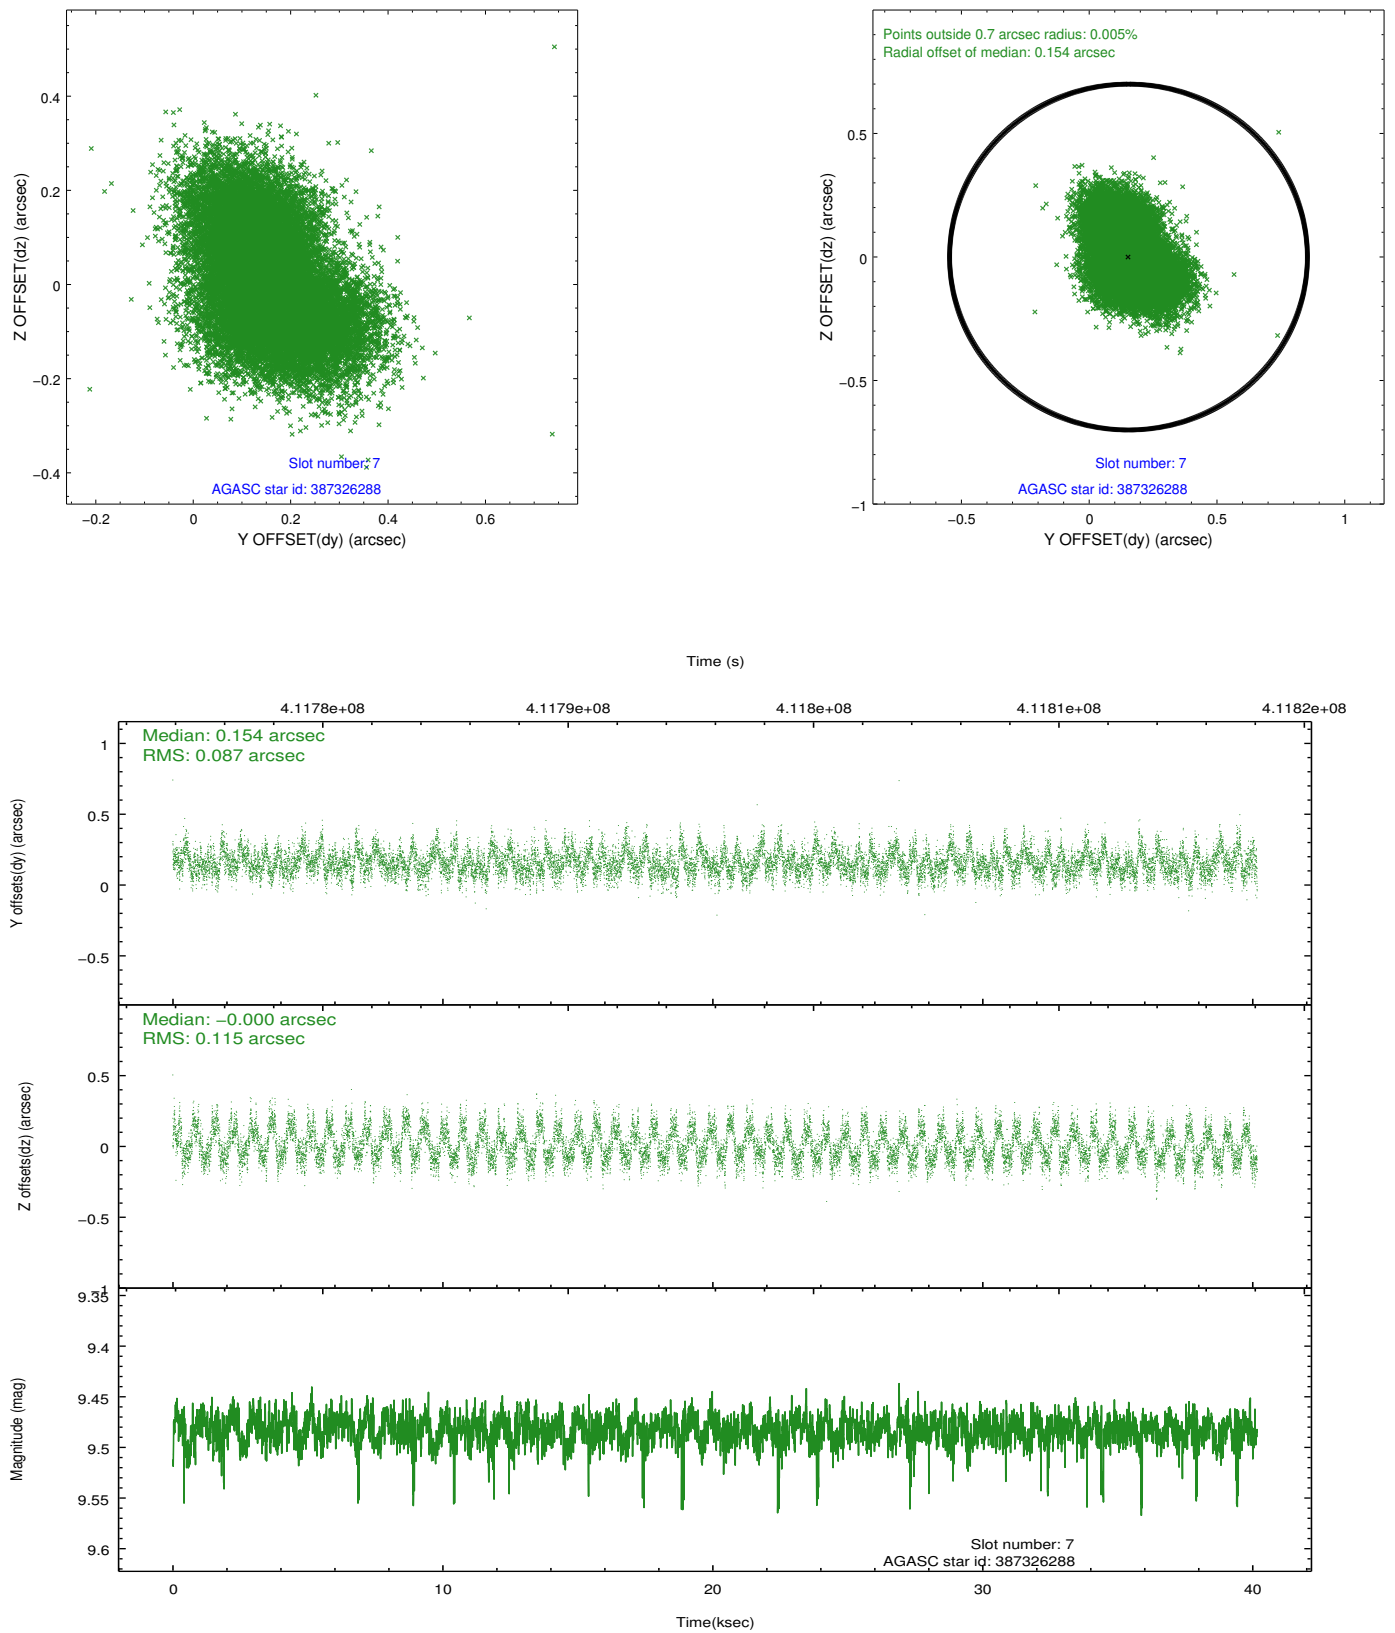 0.4
0.2
0
−0.2
−0.4
Z OFFSET(dz) (arcsec)
Slot number: 7
AGASC star id: 387326288
−0.2
0
0.2
0.4
0.6
Y OFFSET(dy) (arcsec)
Points outside 0.7 arcsec radius: 0.005%
Radial offset of median: 0.154 arcsec
0.5
0
−0.5
−1
Z OFFSET(dz) (arcsec)
Slot number: 7
AGASC star id: 387326288
−0.5
0
0.5
1
Y OFFSET(dy) (arcsec)
Time (s)
4.1178e+08
4.1179e+08
4.118e+08
4.1181e+08
4.1182e+08
Median: 0.154 arcsec
RMS: 0.087 arcsec
1
0.5
0
−0.5
Y offsets(dy) (arcsec)
Median: −0.000 arcsec
RMS: 0.115 arcsec
0.5
0
−0.5
−1
Z offsets(dz) (arcsec)
9.35
9.4
9.45
9.5
9.55
9.6
Magnitude (mag)
Slot number: 7
AGASC star id: 387326288
0
10
20
30
40
Time(ksec)